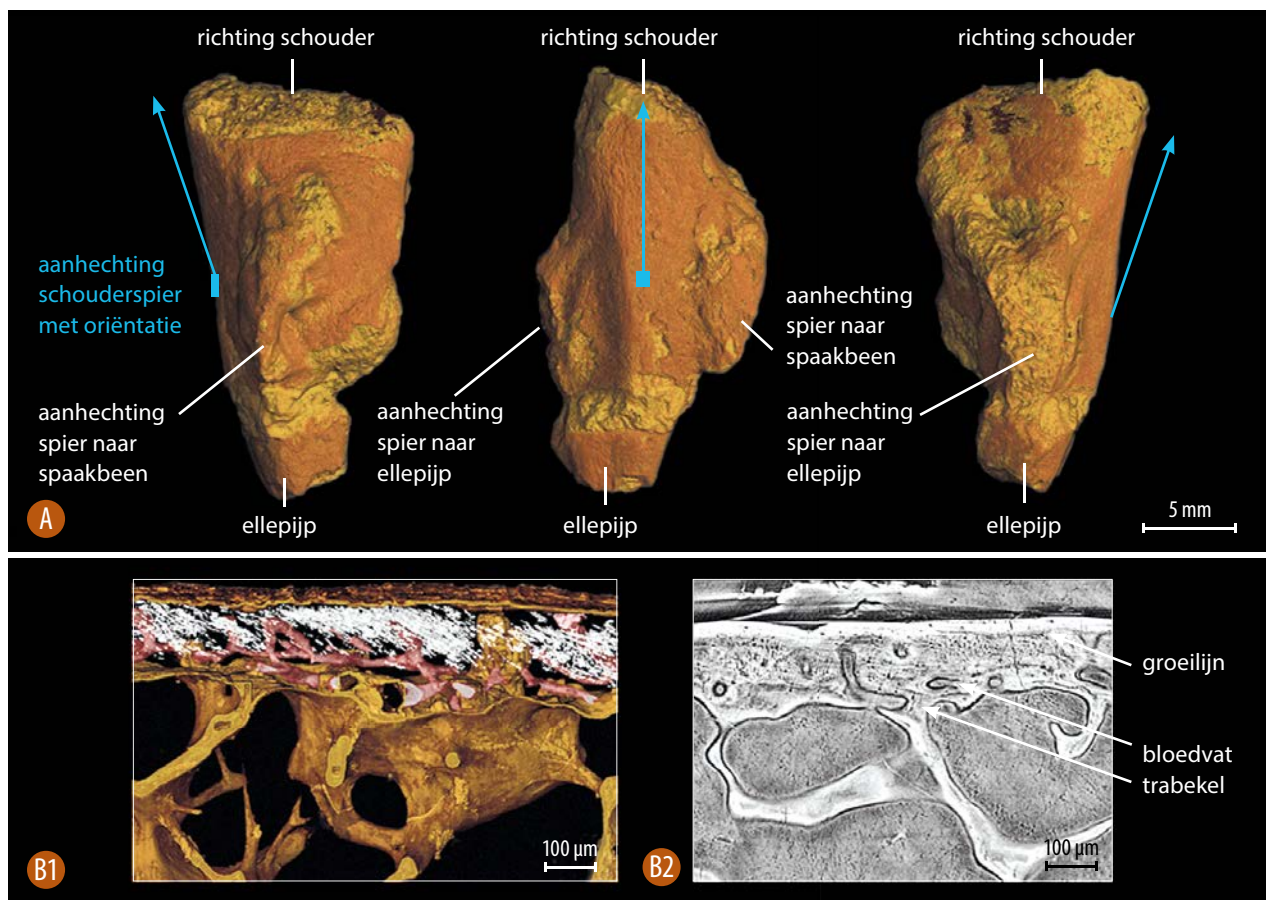 richting schouder
richting schouder
richting schouder
aanhechting
schouderspier
met oriëntatie
aanhechting
spier naar
spaakbeen
aanhechting
spier naar
ellepijp
aanhechting
spier naar
spaakbeen
aanhechting
spier naar
ellepijp
ellepijp
ellepijp
ellepijp
5 mm
A
groeilijn
bloedvat
trabekel
100 µm
B1
100 µm
B2